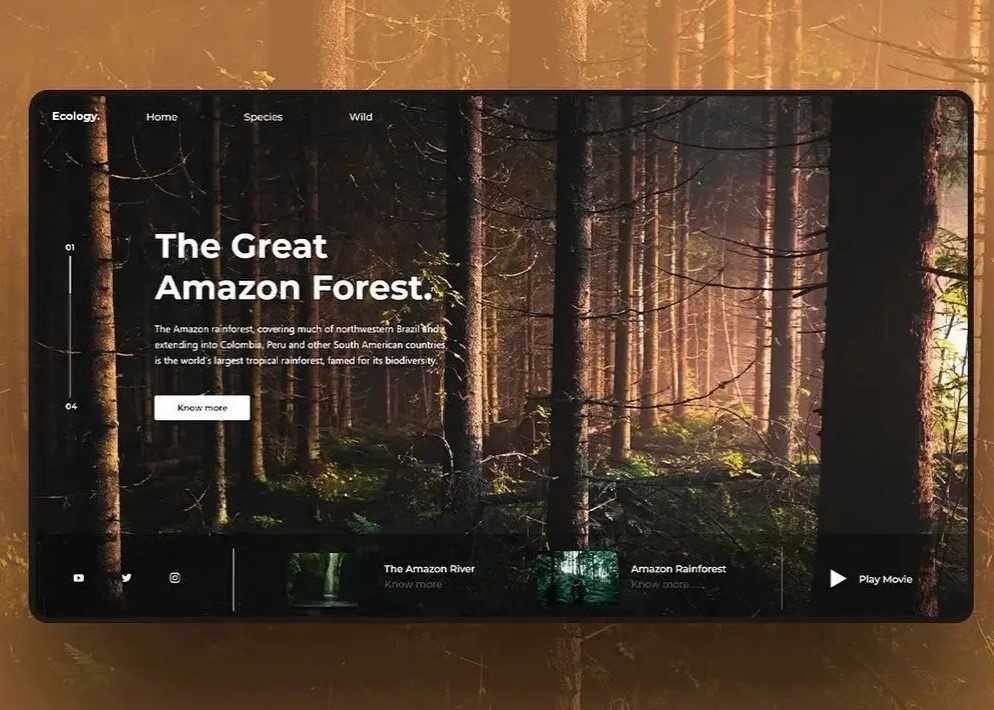 Ecology.
Home
Species
Wild
01
The Great
Amazon Forest.
The Amazon rainforest, covering much of northwestern Brazil and
extending into Colombia, Peru and other South American countries,
is the world's largest tropical rainforest, famed for its biodiversity.
Know more
04
The Amazon River
Know more
Amazon Rainforest
Know more
Play Movie